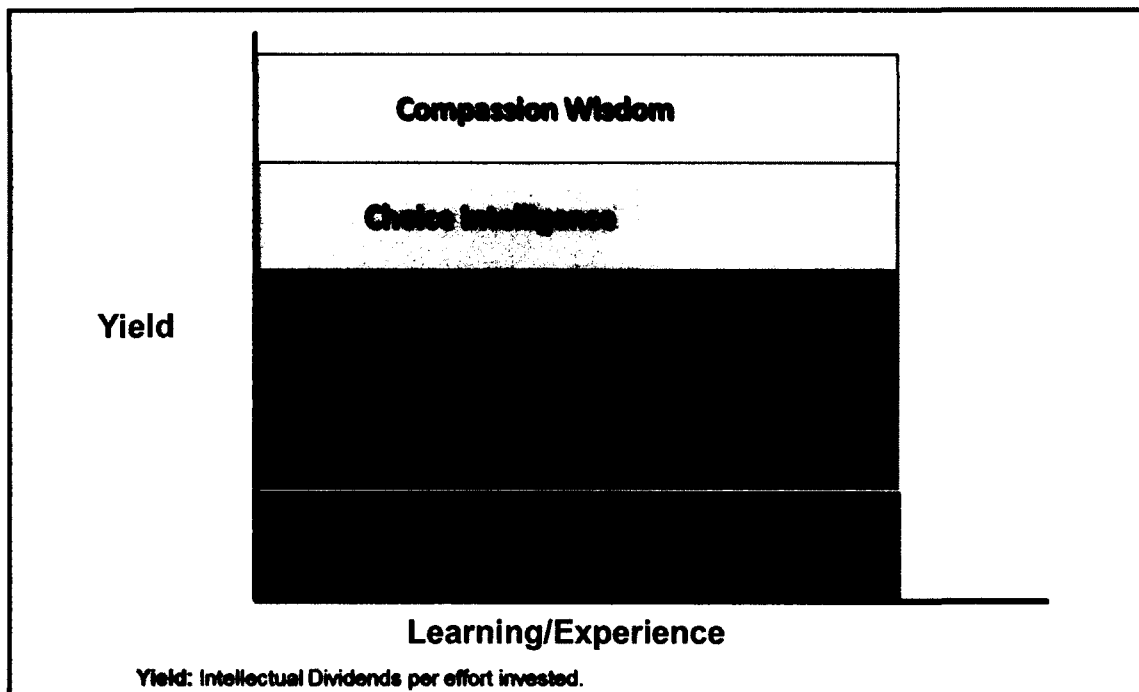 Compassion Wisdom
Choice Intelligence
Yield
Learning/Experience
Yield: Intellectual Dividends per effort invested.